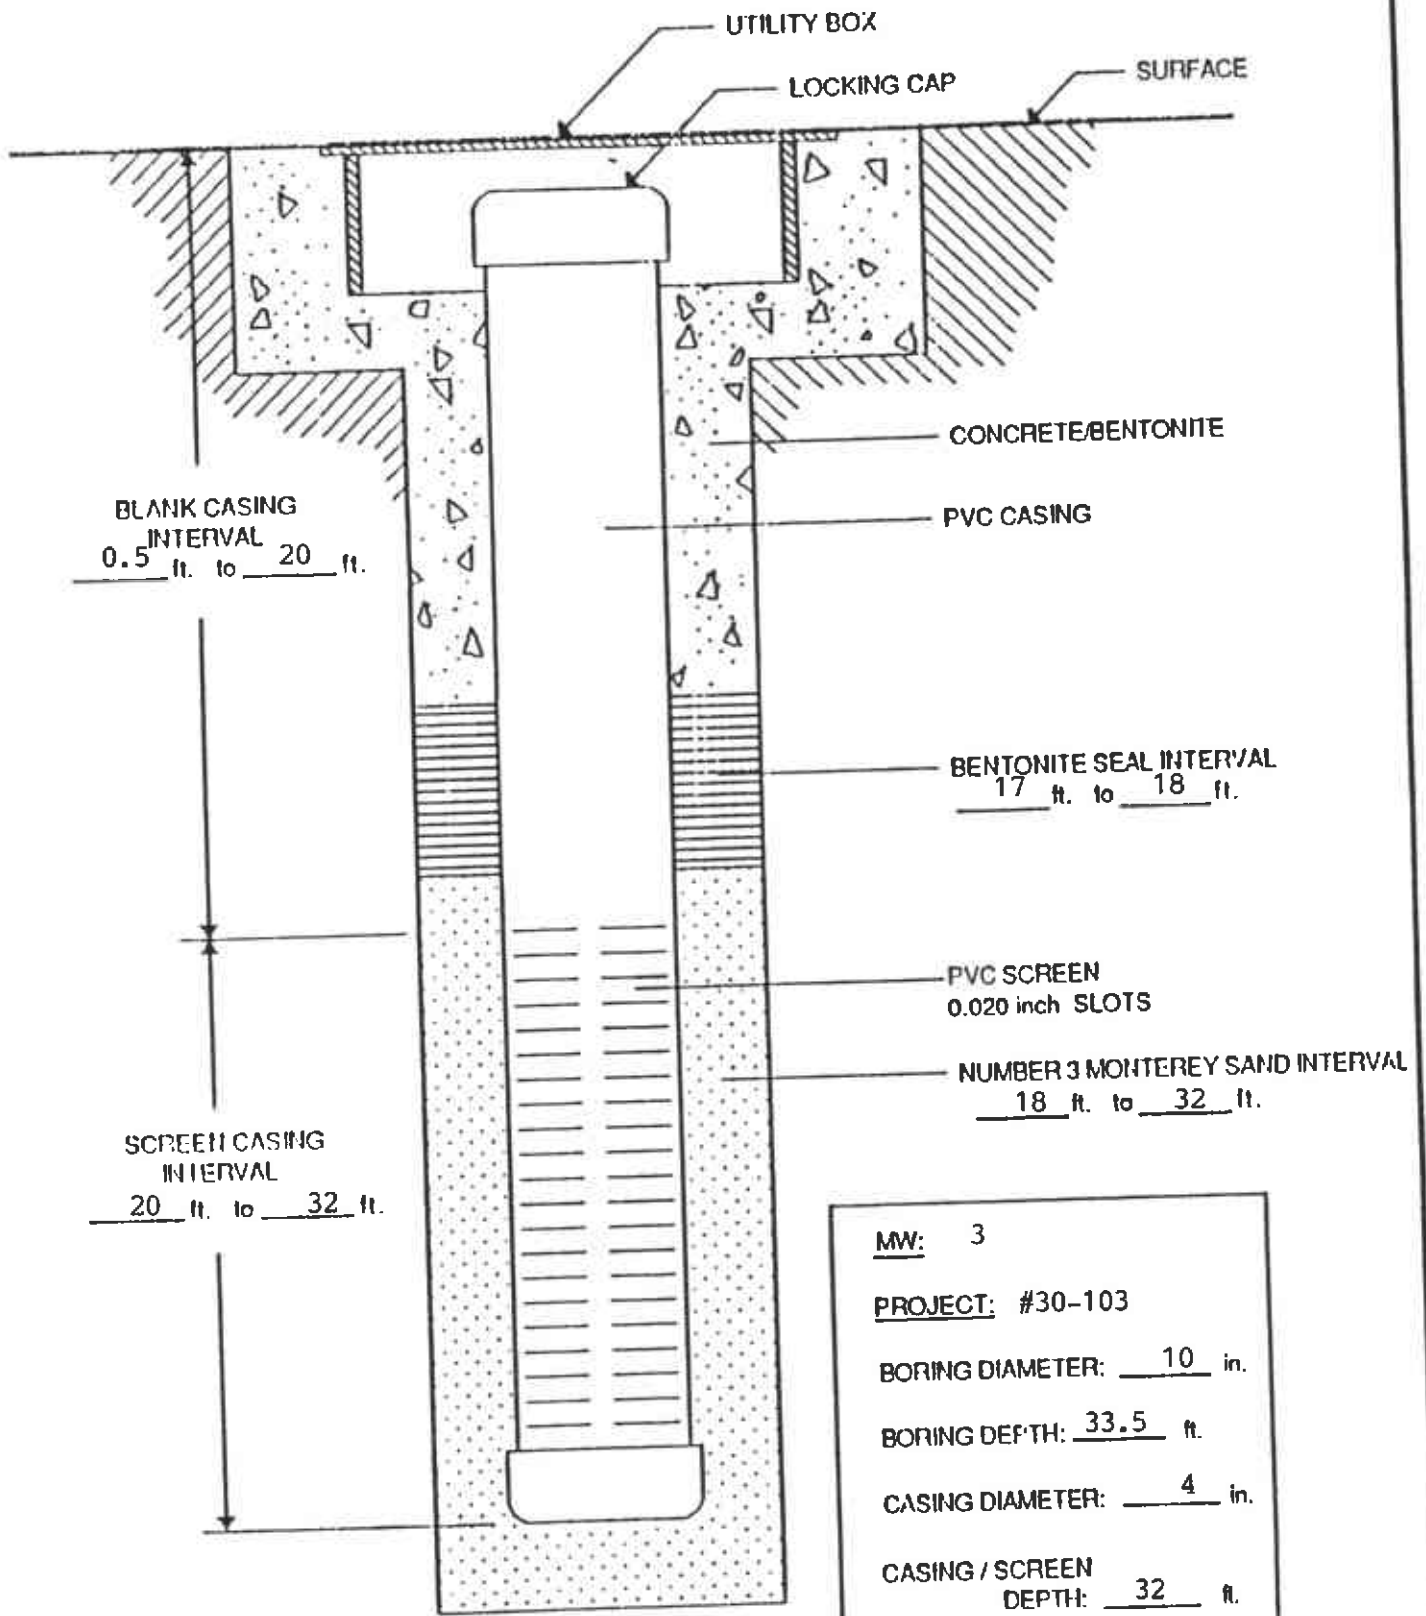 UTILITY BOX
LOCKING CAP
SURFACE
CONCRETE/BENTONITE
PVC CASING
BLANK CASING
INTERVAL
0.5 ft. to 20 ft.
BENTONITE SEAL INTERVAL
17 ft. to 18 ft.
PVC SCREEN
0.020 inch SLOTS
NUMBER 3 MONTEREY SAND INTERVAL
18 ft. to 32 ft.
SCREEN CASING
INTERVAL
20 ft. to 32 ft.
MW: 3
PROJECT: #30-103
BORING DIAMETER: 10 in.
BORING DEPTH: 33.5 ft.
CASING DIAMETER: 4 in.
CASING / SCREEN
DEPTH: 32 ft.